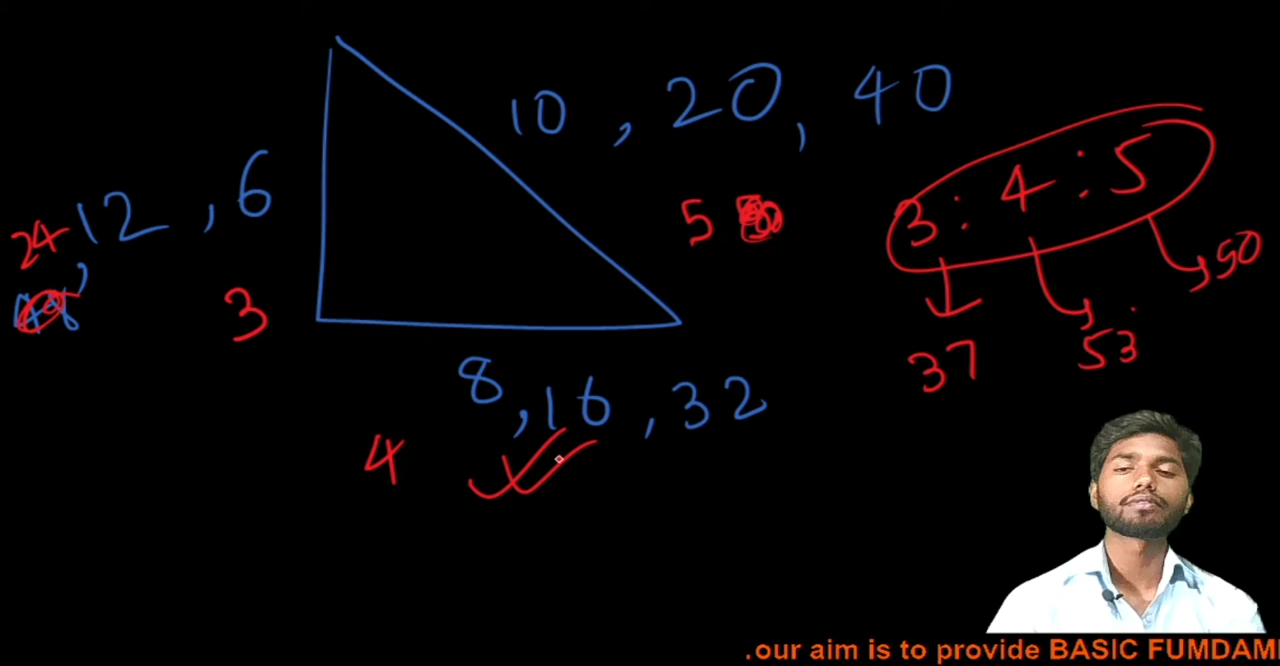 10 , 20 , 40
3 : 4 : 5
12 , 6
24 ,
5
50
3
37
53
8 , 16 , 32
4
.our aim is to provide BASIC FUMDAM